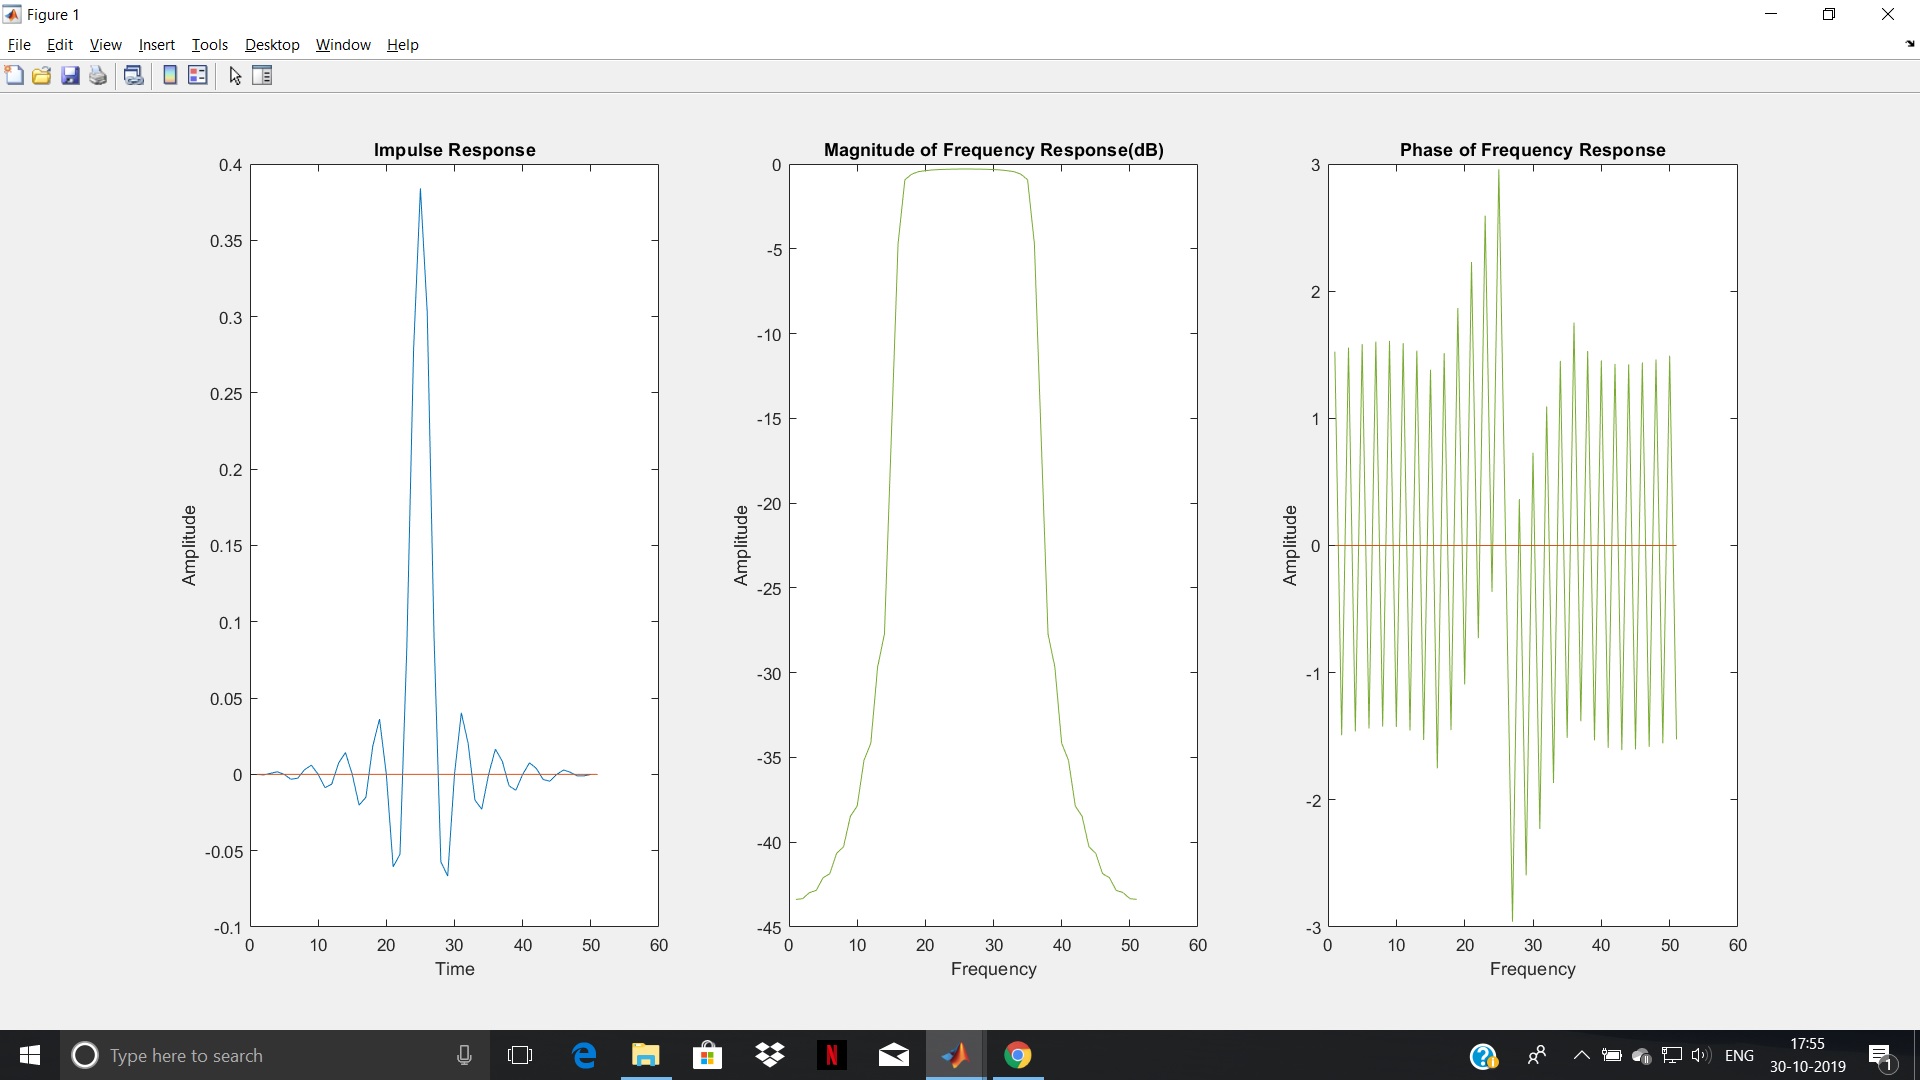 Figure 1
File Edit View Insert Tools Desktop Window Help
Impulse Response
0.4
0.35
0.3
0.25
0.2
0.15
0.1
0.05
0
-0.05
-0.1
Amplitude
0 10 20 30 40 50 60
Time
Magnitude of Frequency Response(dB)
0
-5
-10
-15
-20
-25
-30
-35
-40
-45
Amplitude
0 10 20 30 40 50 60
Frequency
Phase of Frequency Response
3
2
1
0
-1
-2
-3
Amplitude
0 10 20 30 40 50 60
Frequency
Type here to search
N
ENG
17:55
30-10-2019
1